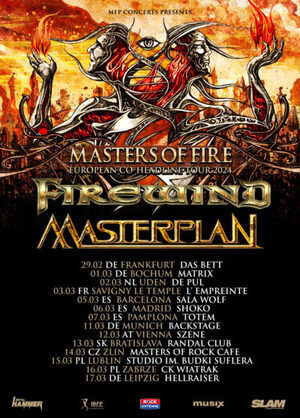 MFP CONCERTS PRESENTS
MASTERS OF FIRE
EUROPEAN CO-HEADLINE TOUR 2024
FIREWIND
MASTERPLAN
29.02 DE FRANKFURT DAS BETT
01.03 DE BOCHUM MATRIX
02.03 NL UDEN DE PUL
03.03 FR SAVIGNY LE TEMPLE L' EMPREINTE
05.03 ES BARCELONA SALA WOLF
06.03 ES MADRID SHOKO
07.03 ES PAMPLONA TOTEM
11.03 DE MUNICH BACKSTAGE
12.03 AT VIENNA SZENE
13.03 SK BRATISLAVA RANDAL CLUB
14.03 CZ ZLIN MASTERS OF ROCK CAFE
15.03 PL LUBLIN STUDIO IM. BUDKI SUFLERA
16.03 PL ZABRZE CK WIATRAK
17.03 DE LEIPZIG HELLRAISER
METAL HAMMER MFP ROCK ANTENNE MUSIX SLAM